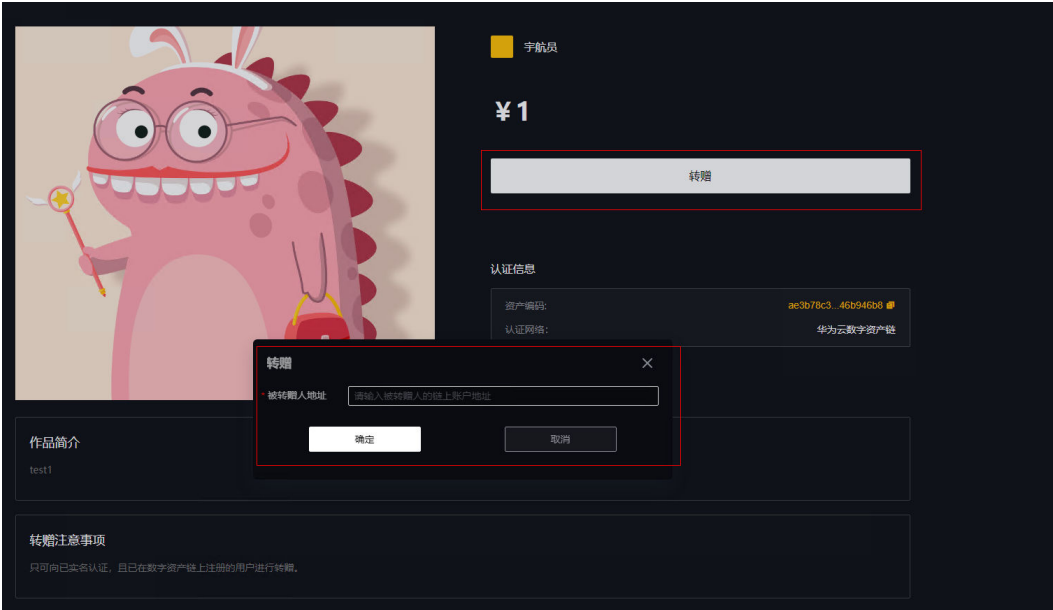 宇航员
¥1
转赠
认证信息
资产编码: ae3b78c3...46b946b8
认证网络: 华为云数字资产链
转赠
* 被转赠人地址 请输入被转赠人的链上账户地址
确定 取消
作品简介
test1
转赠注意事项
只可向已实名认证，且已在数字资产链上注册的用户进行转赠。